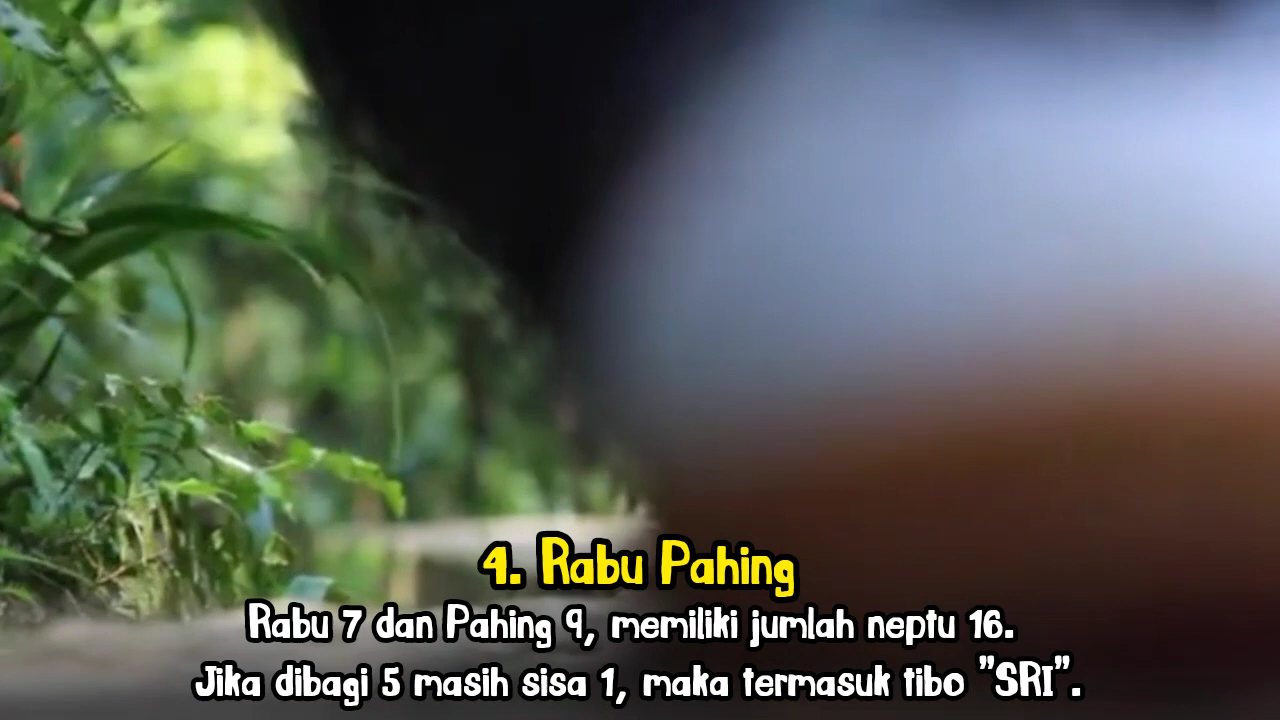 4. Rabu Pahing
Rabu 7 dan Pahing 9, memiliki jumlah neptu 16.
Jika dibagi 5 masih sisa 1, maka termasuk tibo "SRI".